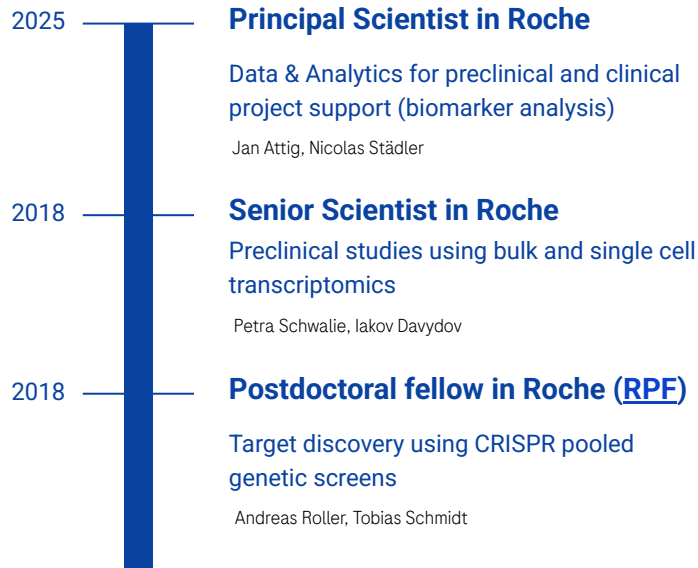 2025
Principal Scientist in Roche
Data & Analytics for preclinical and clinical
project support (biomarker analysis)
Jan Attig, Nicolas Städler
2018
Senior Scientist in Roche
Preclinical studies using bulk and single cell
transcriptomics
Petra Schwalie, Iakov Davydov
2018
Postdoctoral fellow in Roche (RPF)
Target discovery using CRISPR pooled
genetic screens
Andreas Roller, Tobias Schmidt